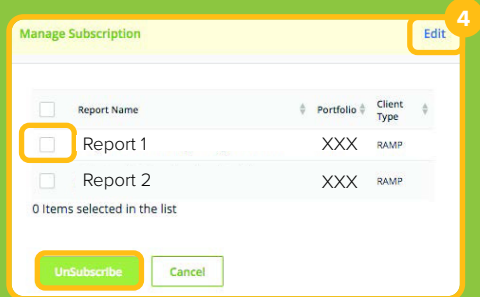 4
Manage Subscription Edit
Report Name Portfolio Client
Type
Report 1 XXX RAMP
Report 2 XXX RAMP
0 Items selected in the list
UnSubscribe Cancel